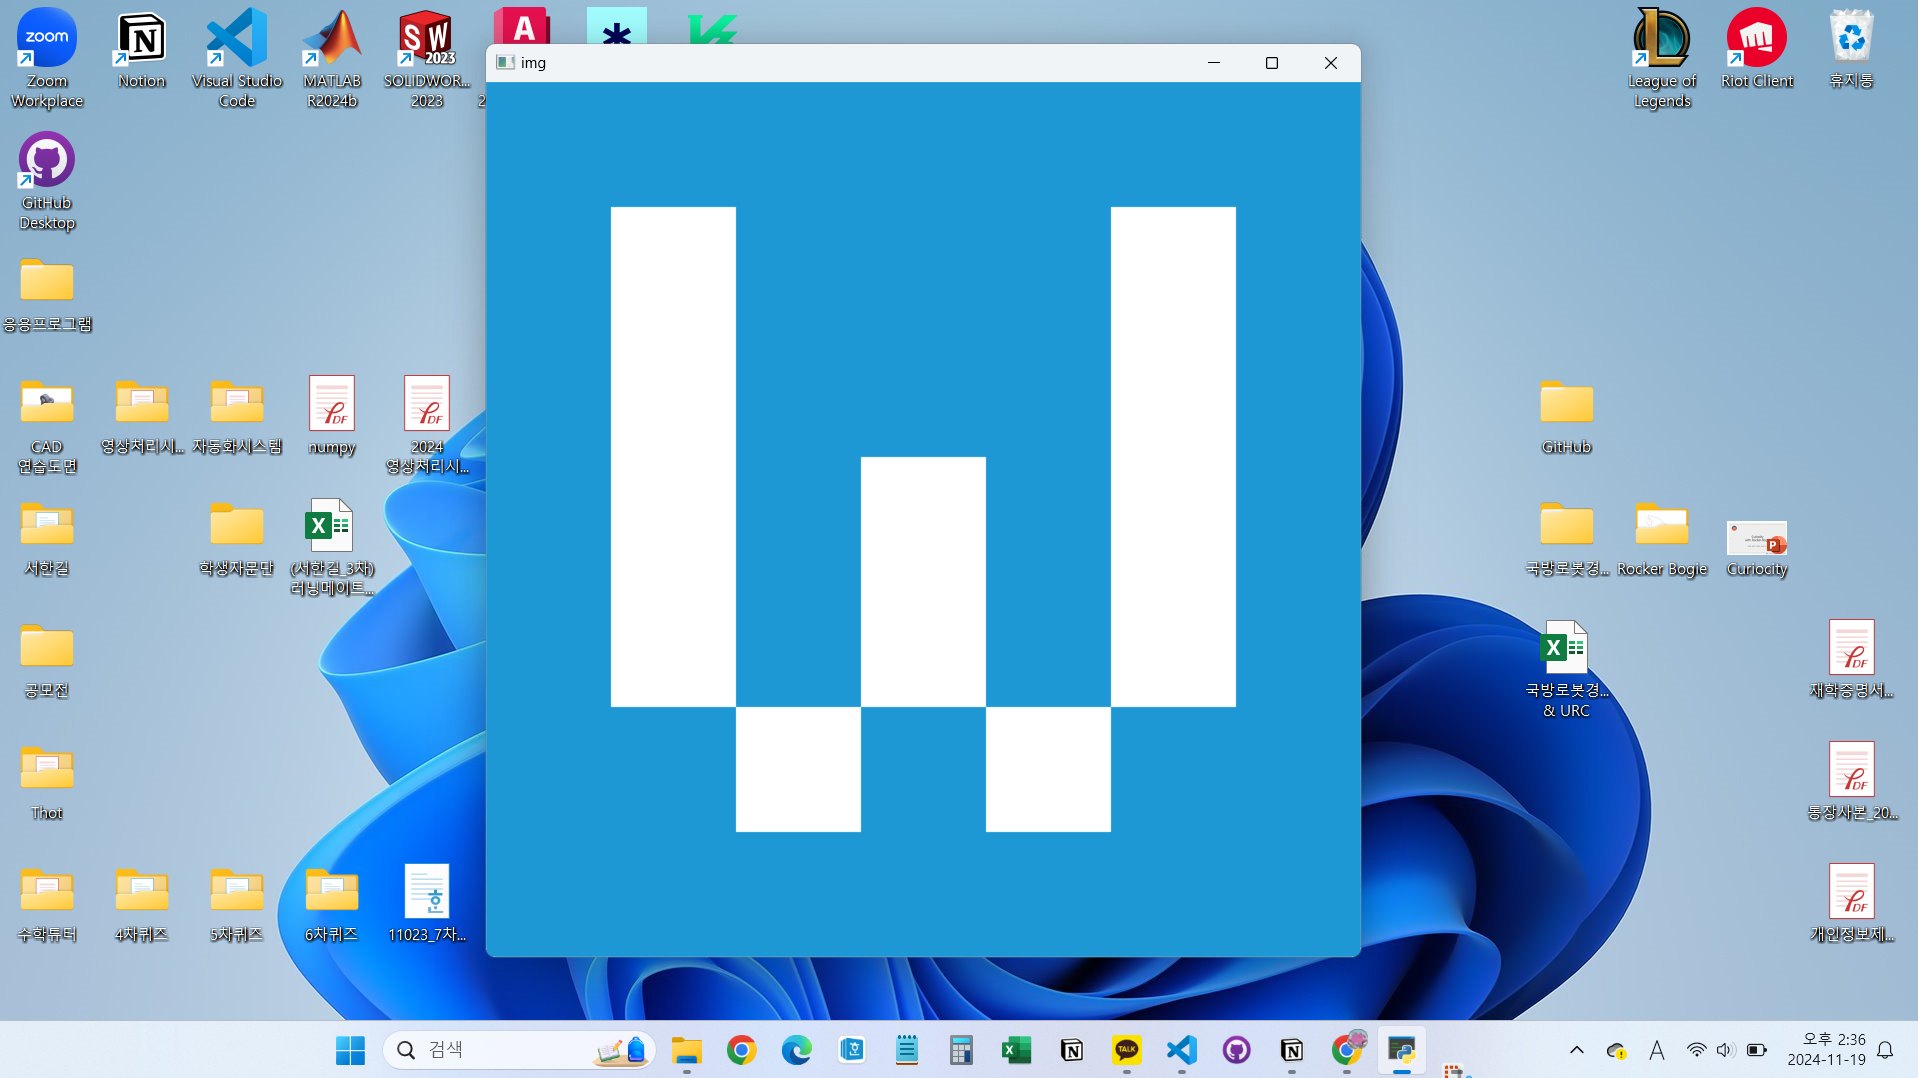 zoom
Zoom
Workplace
Notion
Visual Studio
Code
MATLAB
R2024b
SW
2023
SOLIDWOR...
2023
A
2
img
League of
Legends
Riot Client
휴지통
GitHub
Desktop
응용프로그램
CAD
연습도면
영상처리시...
자동화시스템
PDF
numpy
PDF
2024
영상처리시...
GitHub
서한길
학생자문단
X
(서한길_3차)
러닝메이트...
국방로봇경...
Rocker Bogie
P
Curiocity
공모전
X
국방로봇경...
& URC
PDF
재학증명서...
Thot
PDF
통장사본_20...
수학튜터
4차퀴즈
5차퀴즈
6차퀴즈
11023_7차...
PDF
개인정보제...
검색
TALK
A
오후 2:36
2024-11-19